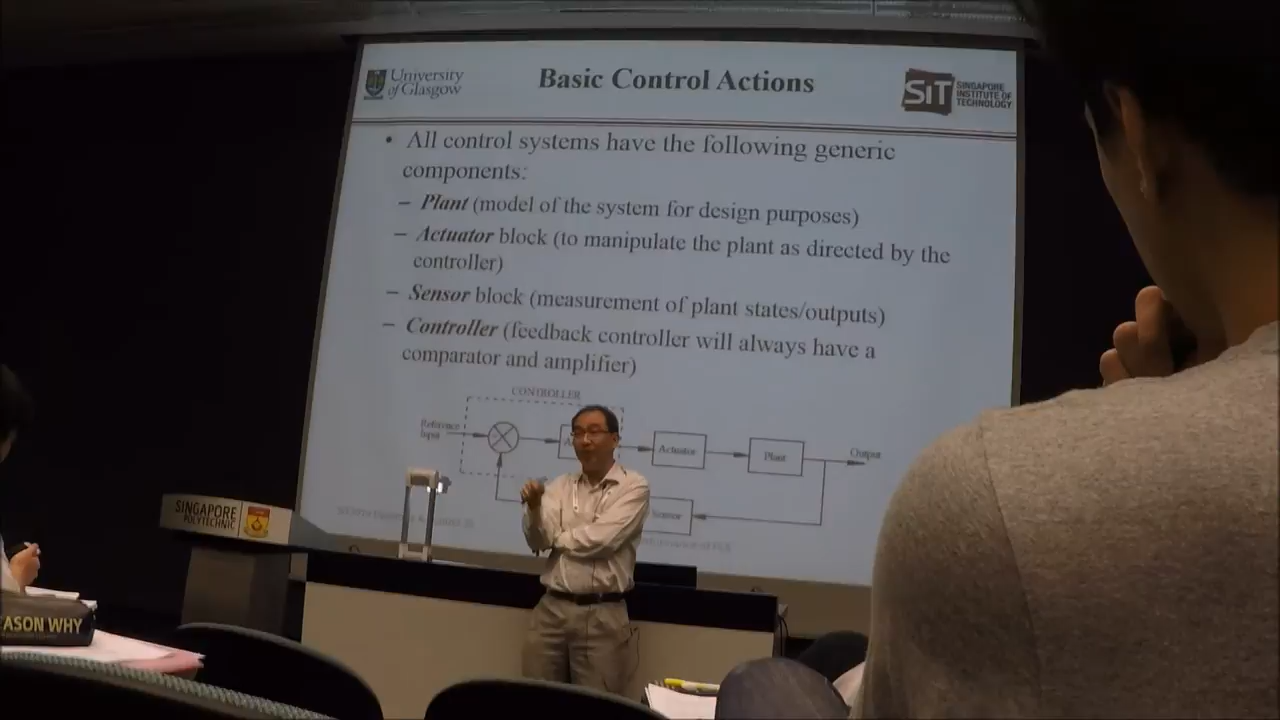 University
of Glasgow
Basic Control Actions
SiT
SINGAPORE
INSTITUTE OF
TECHNOLOGY
• All control systems have the following generic
components:
– Plant (model of the system for design purposes)
– Actuator block (to manipulate the plant as directed by the
controller)
– Sensor block (measurement of plant states/outputs)
– Controller (feedback controller will always have a
comparator and amplifier)
CONTROLLER
Reference
Input
Actuator
Plant
Output
Sensor
SINGAPORE
POLYTECHNIC
ASON WHY